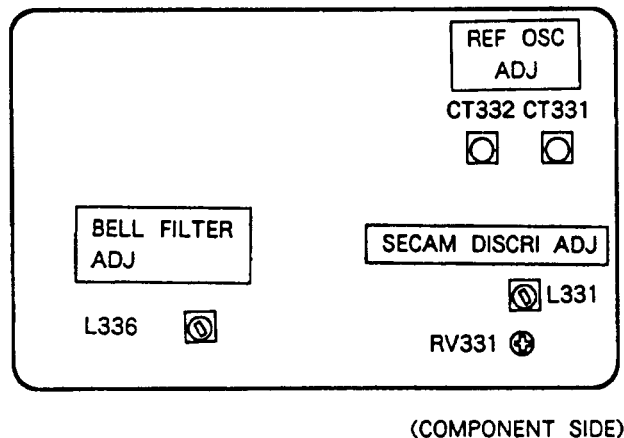 REF OSC
ADJ
CT332 CT331
BELL FILTER
ADJ
SECAM DISCRI ADJ
L331
L336
RV331
(COMPONENT SIDE)